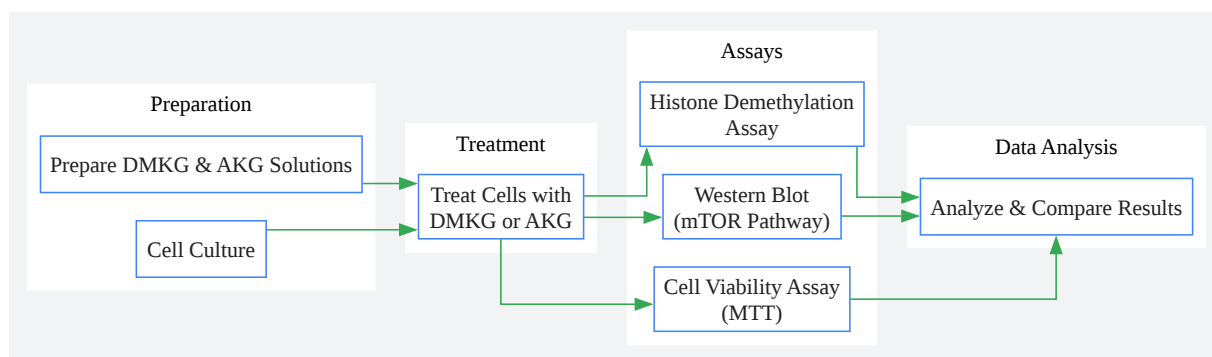 Preparation
Prepare DMKG & AKG Solutions
Cell Culture
Treatment
Treat Cells with
DMKG or AKG
Assays
Histone Demethylation
Assay
Western Blot
(mTOR Pathway)
Cell Viability Assay
(MTT)
Data Analysis
Analyze & Compare Results